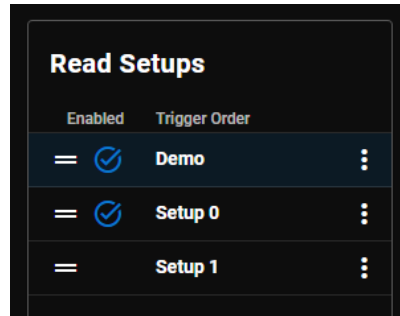 Read Setups
Enabled Trigger Order
Demo
Setup 0
Setup 1